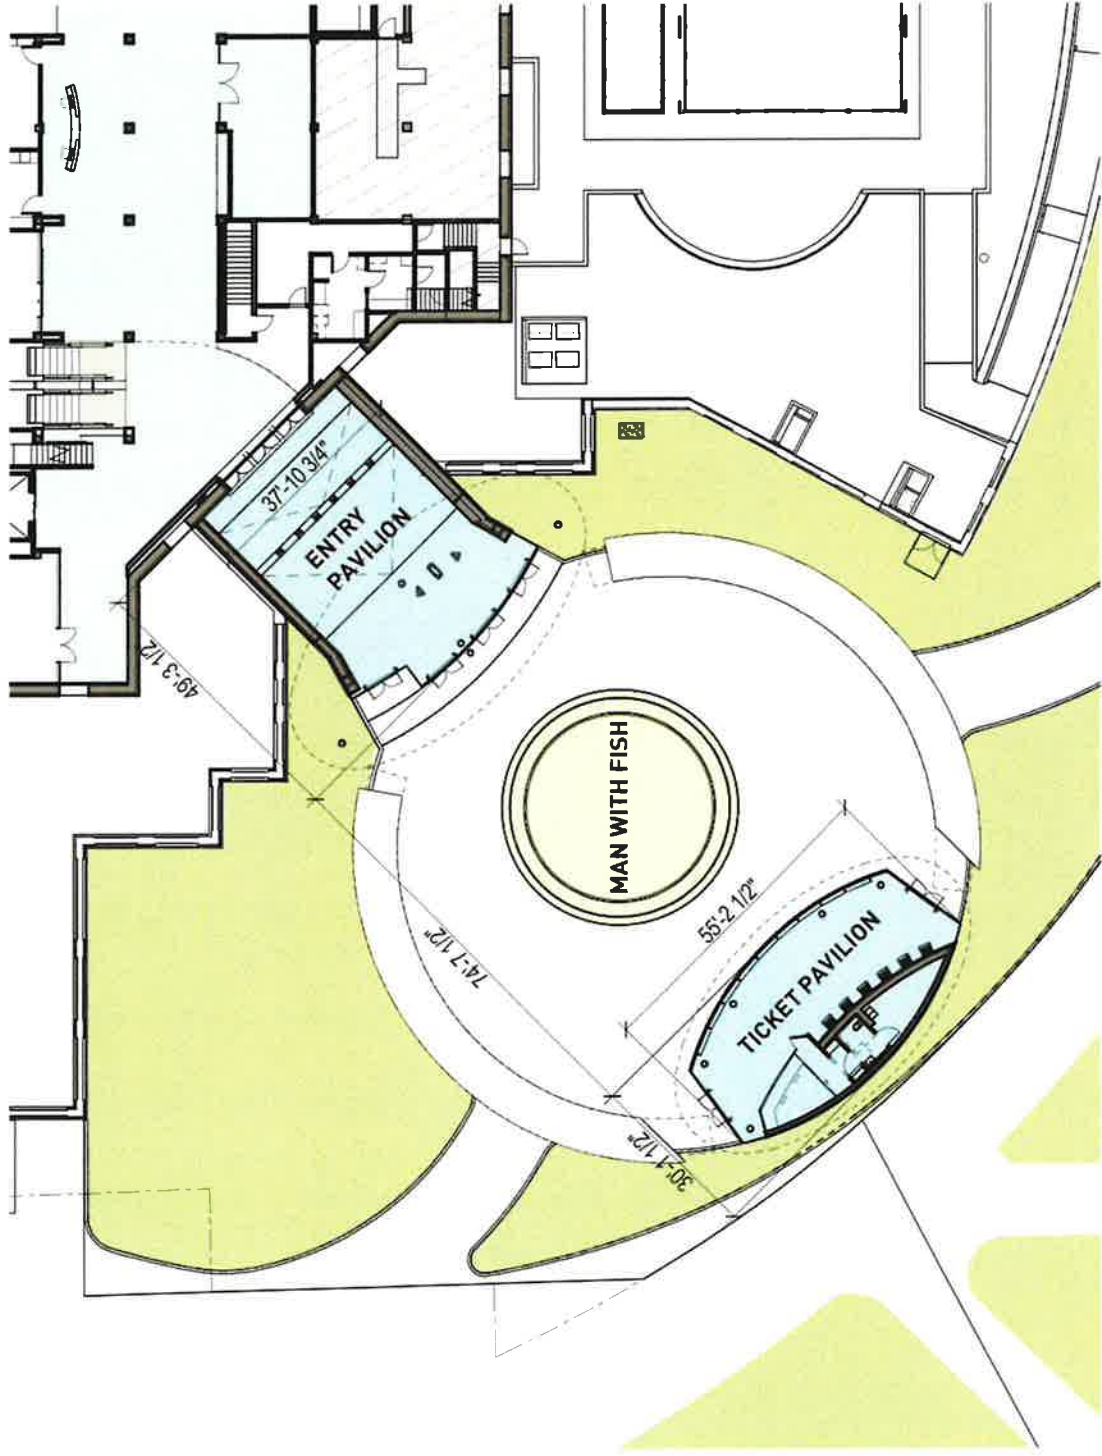 37'-10 3/4"
ENTRY
PAVILION
49'-3 1/2
MAN WITH FISH
55'-2 1/2"
74'-7 1/2"
TICKET PAVILION
30'-1 1/2"